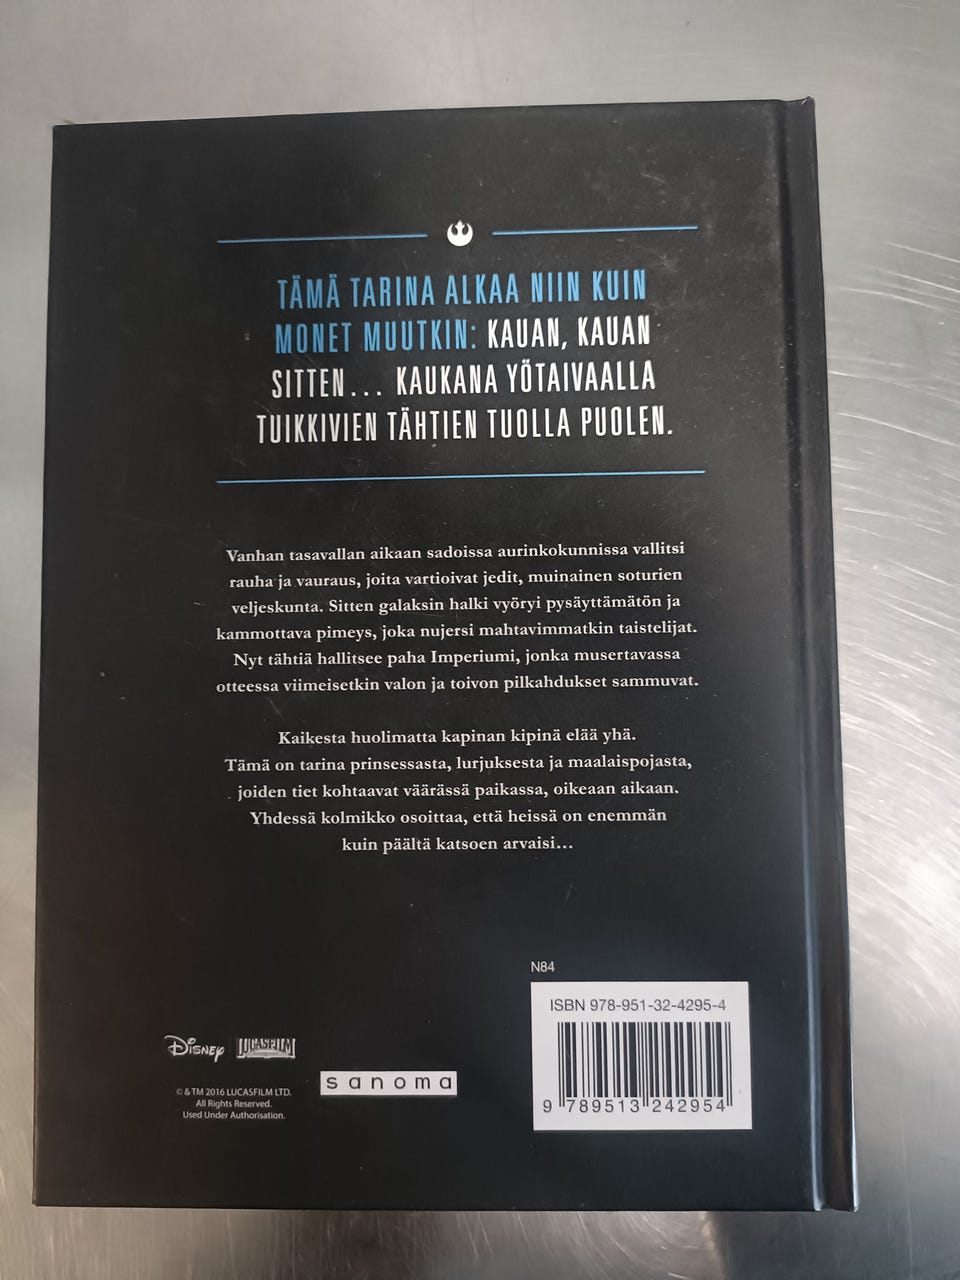 TÄMÄ TARINA ALKAA NIIN KUIN
MONET MUUTKIN: KAUAN, KAUAN
SITTEN... KAUKANA YÖTAIVAALLA
TUIKKIVIEN TÄHTIEN TUOLLA PUOLEN.
Vanhan tasavallan aikaan sadoissa aurinkokunnissa vallitsi
rauha ja vauraus, joita vartioivat jedit, muinainen soturien
veljeskunta. Sitten galaksin halki vyöryi pysäyttämätön ja
kammottava pimeys, joka nujersi mahtavimmatkin taistelijat.
Nyt tähtiä hallitsee paha Imperiumi, jonka musertavassa
otteessa viimeisetkin valon ja toivon pilkahdukset sammuvat.
Kaikesta huolimatta kapinan kipinä elää yhä.
Tämä on tarina prinsessasta, lurjuksesta ja maalaispojasta,
joiden tiet kohtaavat väärässä paikassa, oikeaan aikaan.
Yhdessä kolmikko osoittaa, että heissä on enemmän
kuin päältä katsoen arvaisi...
N84
ISBN 978-951-32-4295-4
9 789513 242954
Disney LUCASFILM
sanoma
© & TM 2016 LUCASFILM LTD.
All Rights Reserved.
Used Under Authorisation.